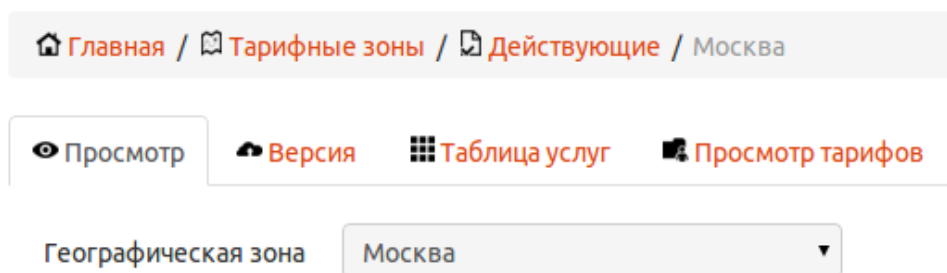 Главная / Тарифные зоны / Действующие / Москва
Просмотр Версия Таблица услуг Просмотр тарифов
Географическая зона Москва